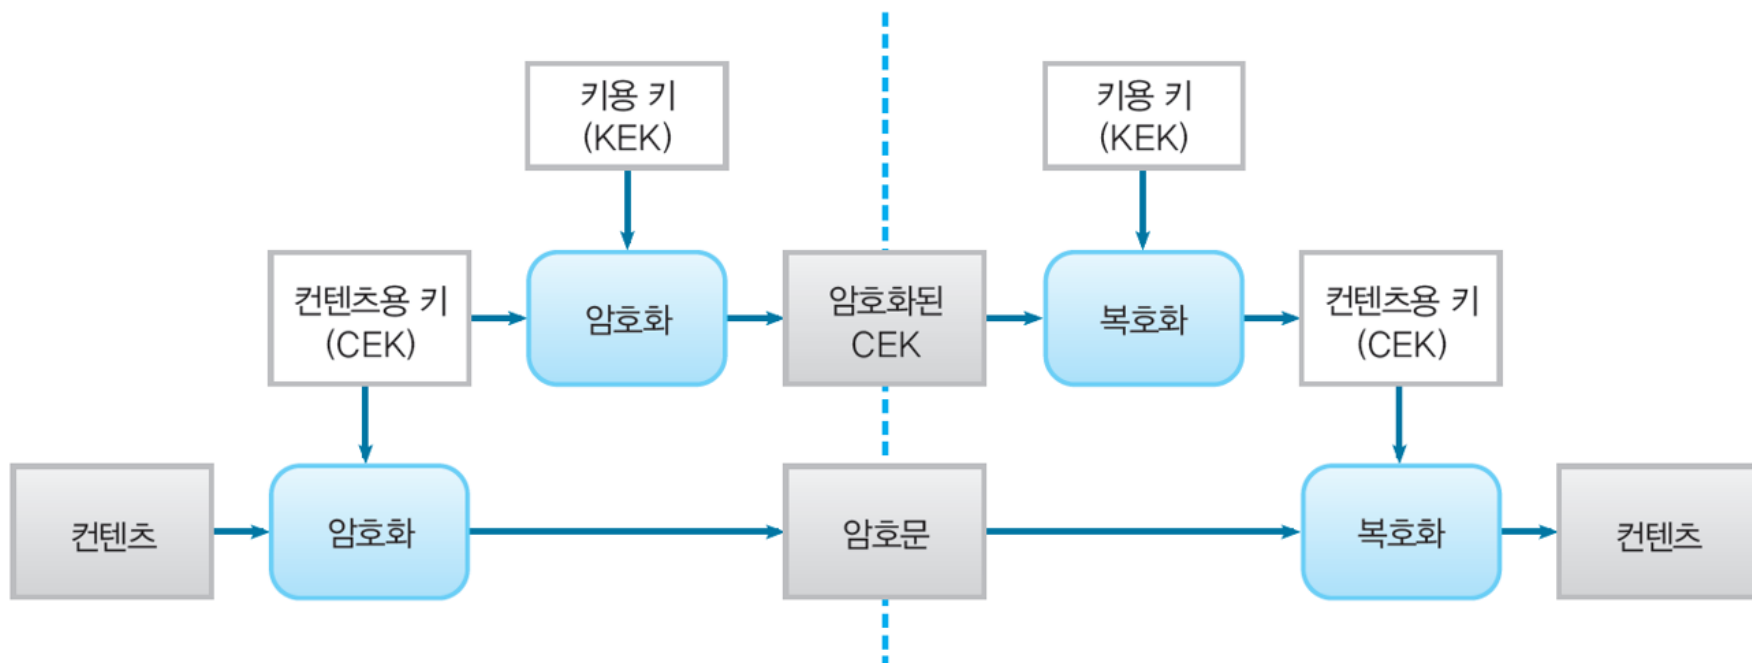 키용 키
(KEK)
키용 키
(KEK)
컨텐츠용 키
(CEK)
암호화
암호화된
CEK
복호화
컨텐츠용 키
(CEK)
컨텐츠
암호화
암호문
복호화
컨텐츠